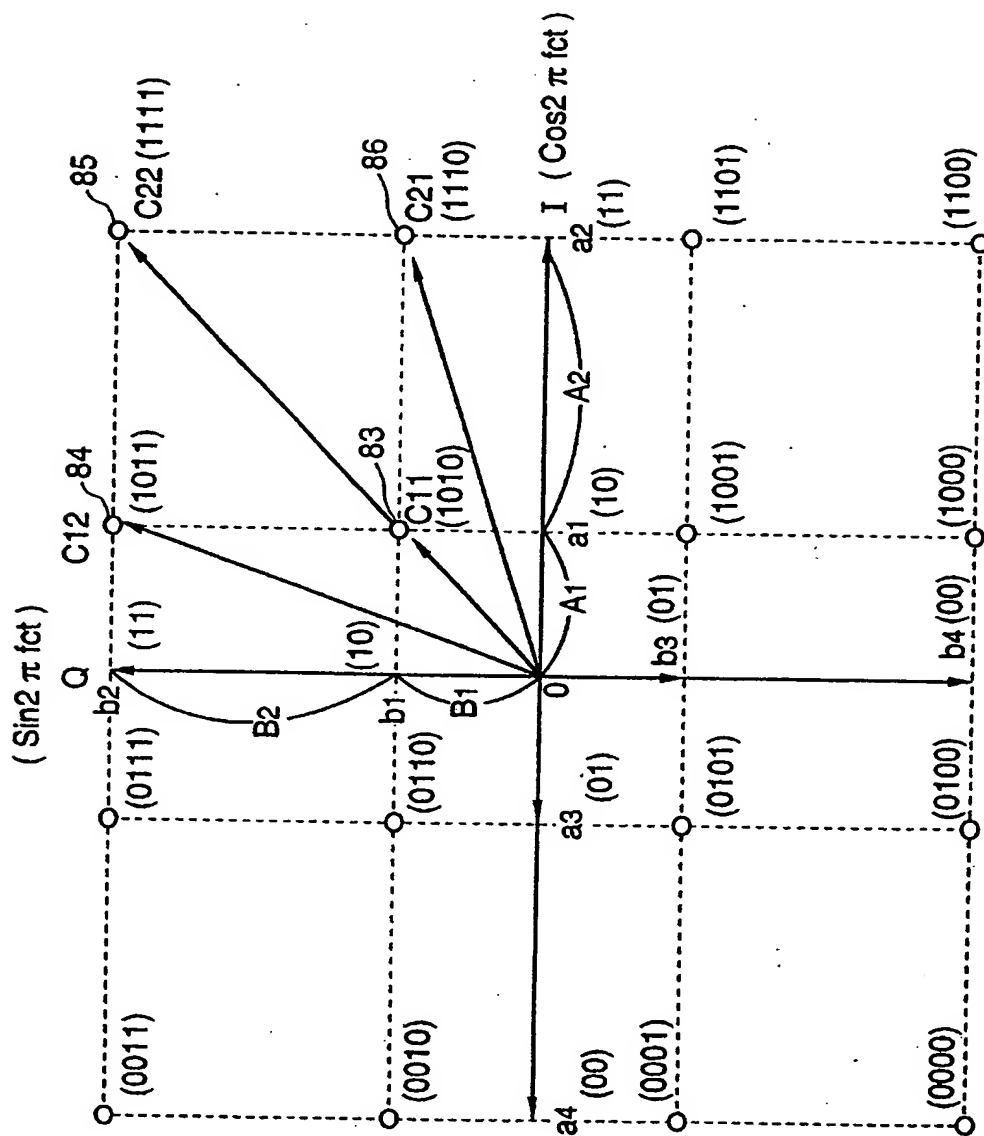 ( Sin2 π fct )
Q
b2
(11)
C12
84
(1011)
85
C22 (1111)
(0011)
(0111)
B2
b1
(10)
B1
83
C11
(1010)
86
C21
(1110)
(0010)
(0110)
0
A1
A2
I ( Cos2 π fct )
a4
(00)
a3
(01)
a1
(10)
a2
(11)
(0001)
(0101)
b3 (01)
(1001)
(1101)
(0000)
(0100)
b4 (00)
(1000)
(1100)